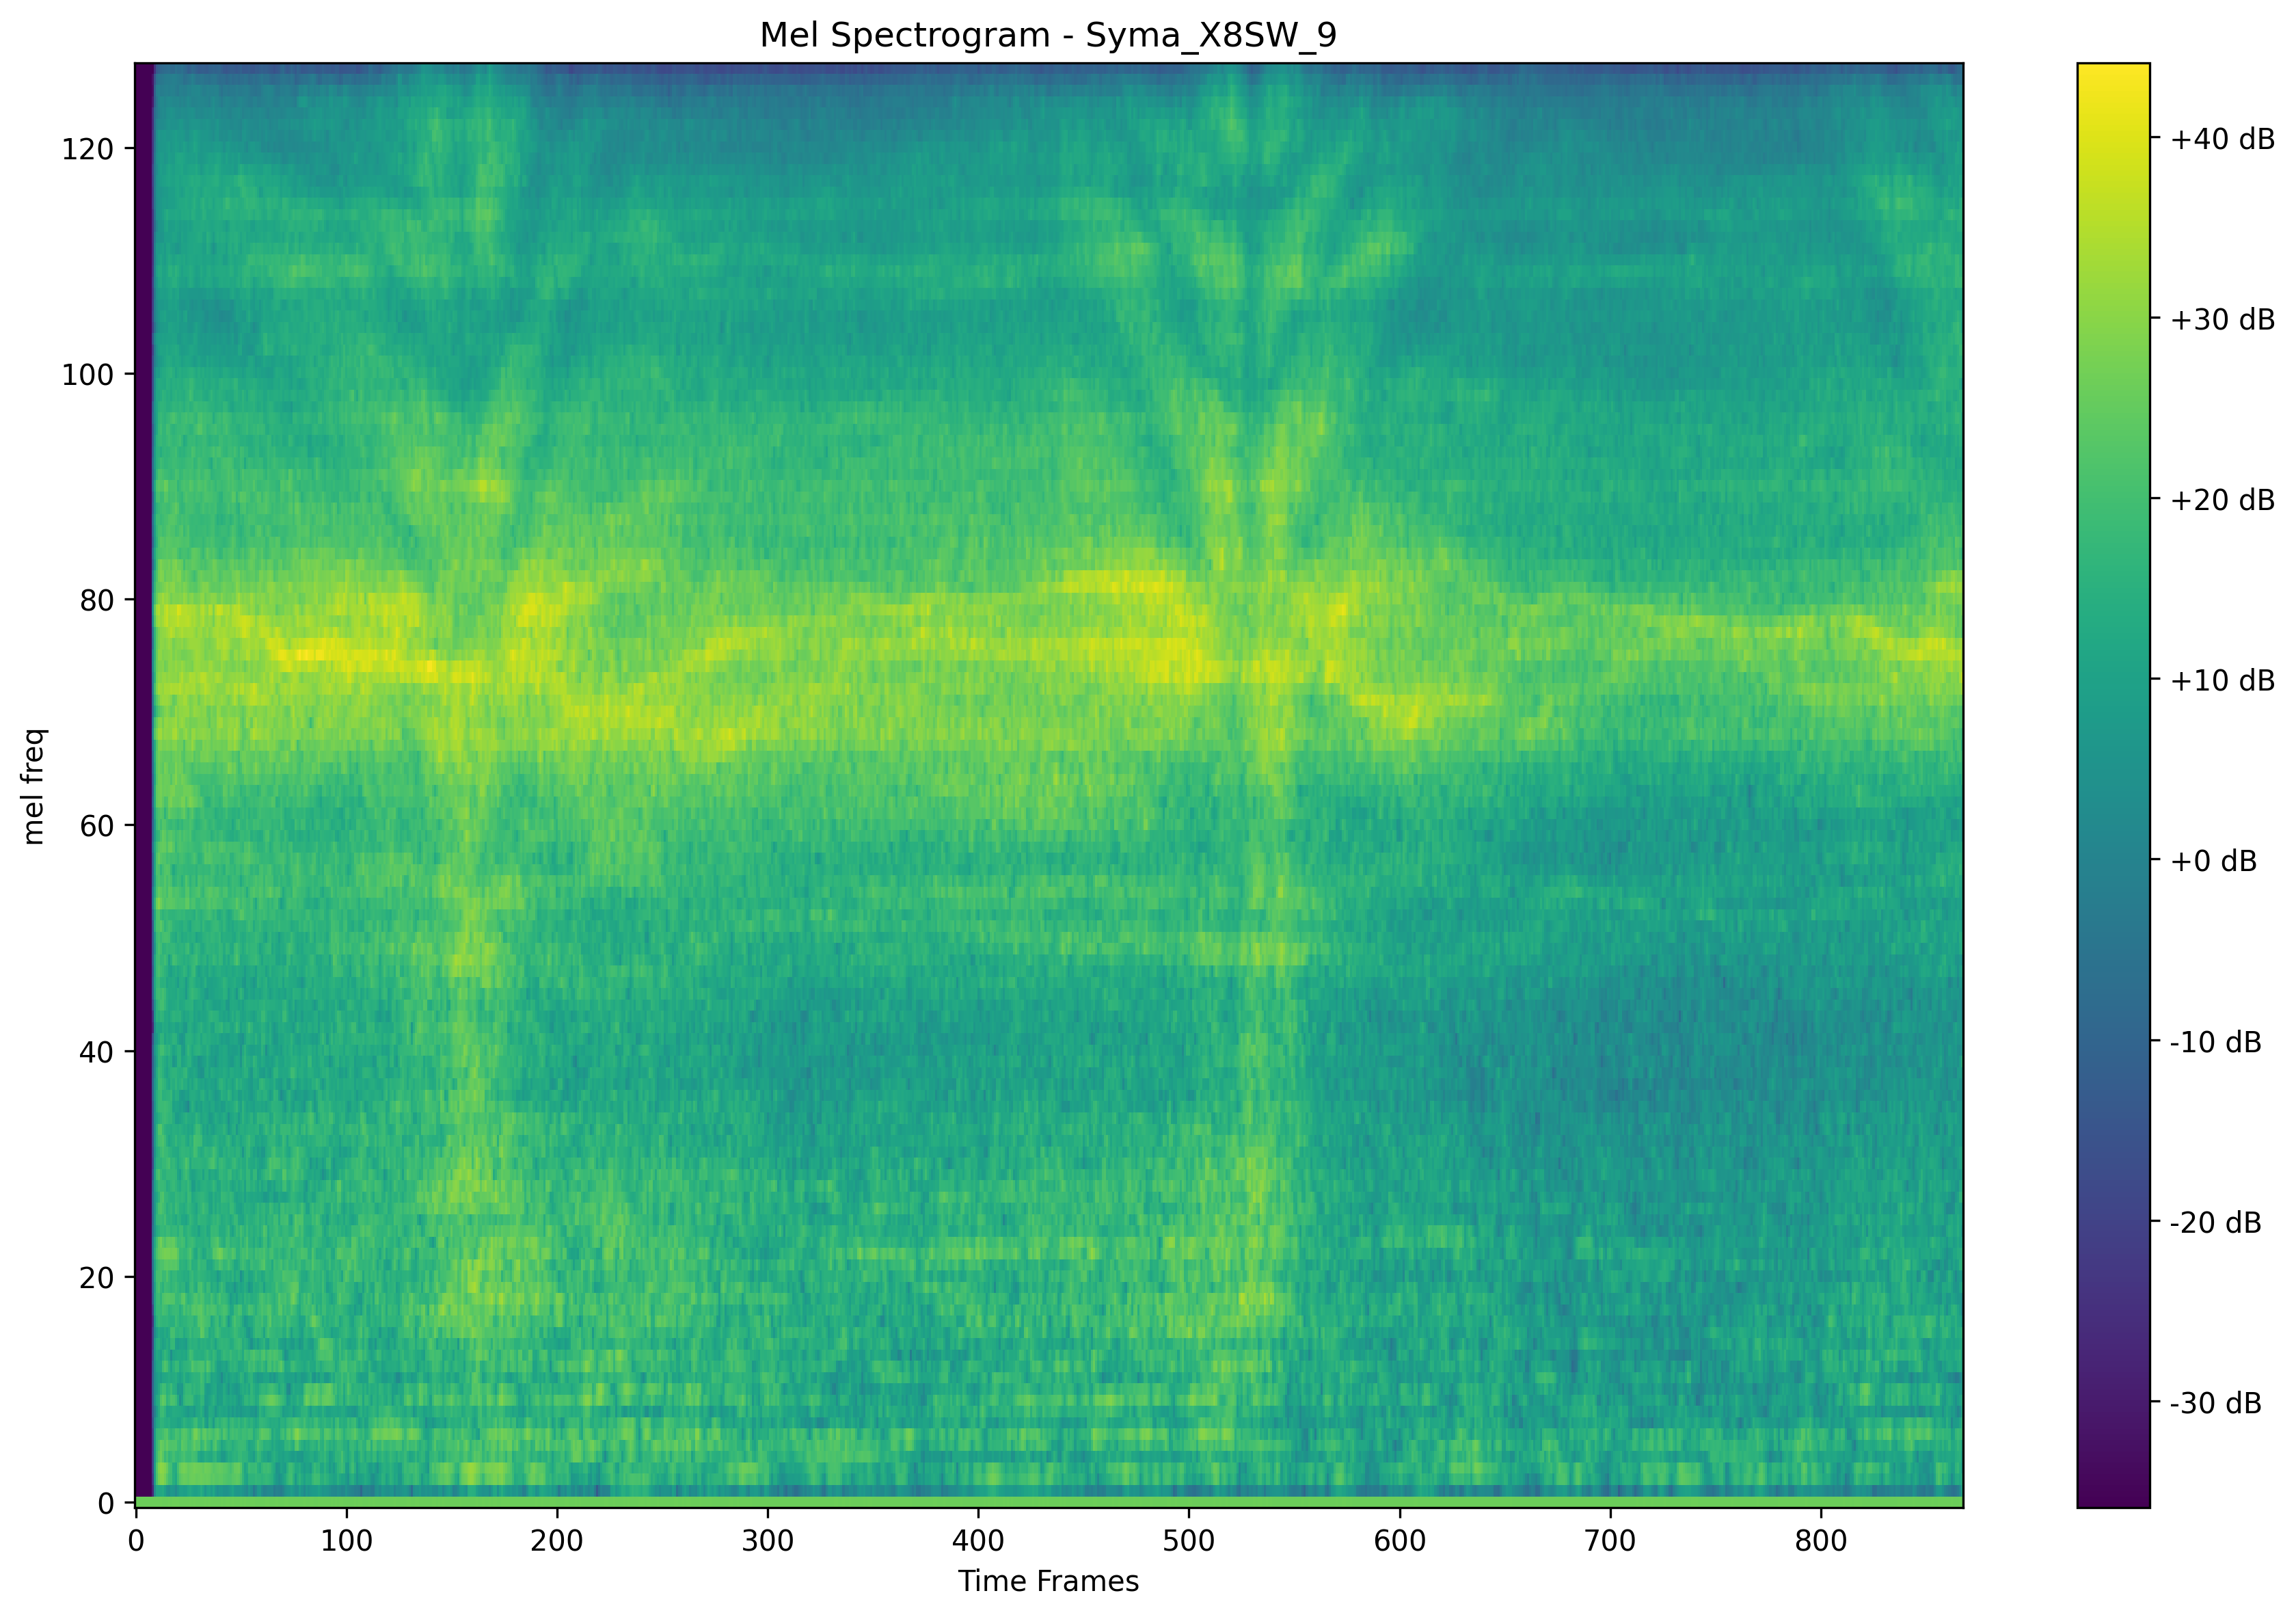 Mel Spectrogram - Syma_X8SW_9
mel freq
120
100
80
60
40
20
0
0 100 200 300 400 500 600 700 800
Time Frames
+40 dB
+30 dB
+20 dB
+10 dB
+0 dB
-10 dB
-20 dB
-30 dB